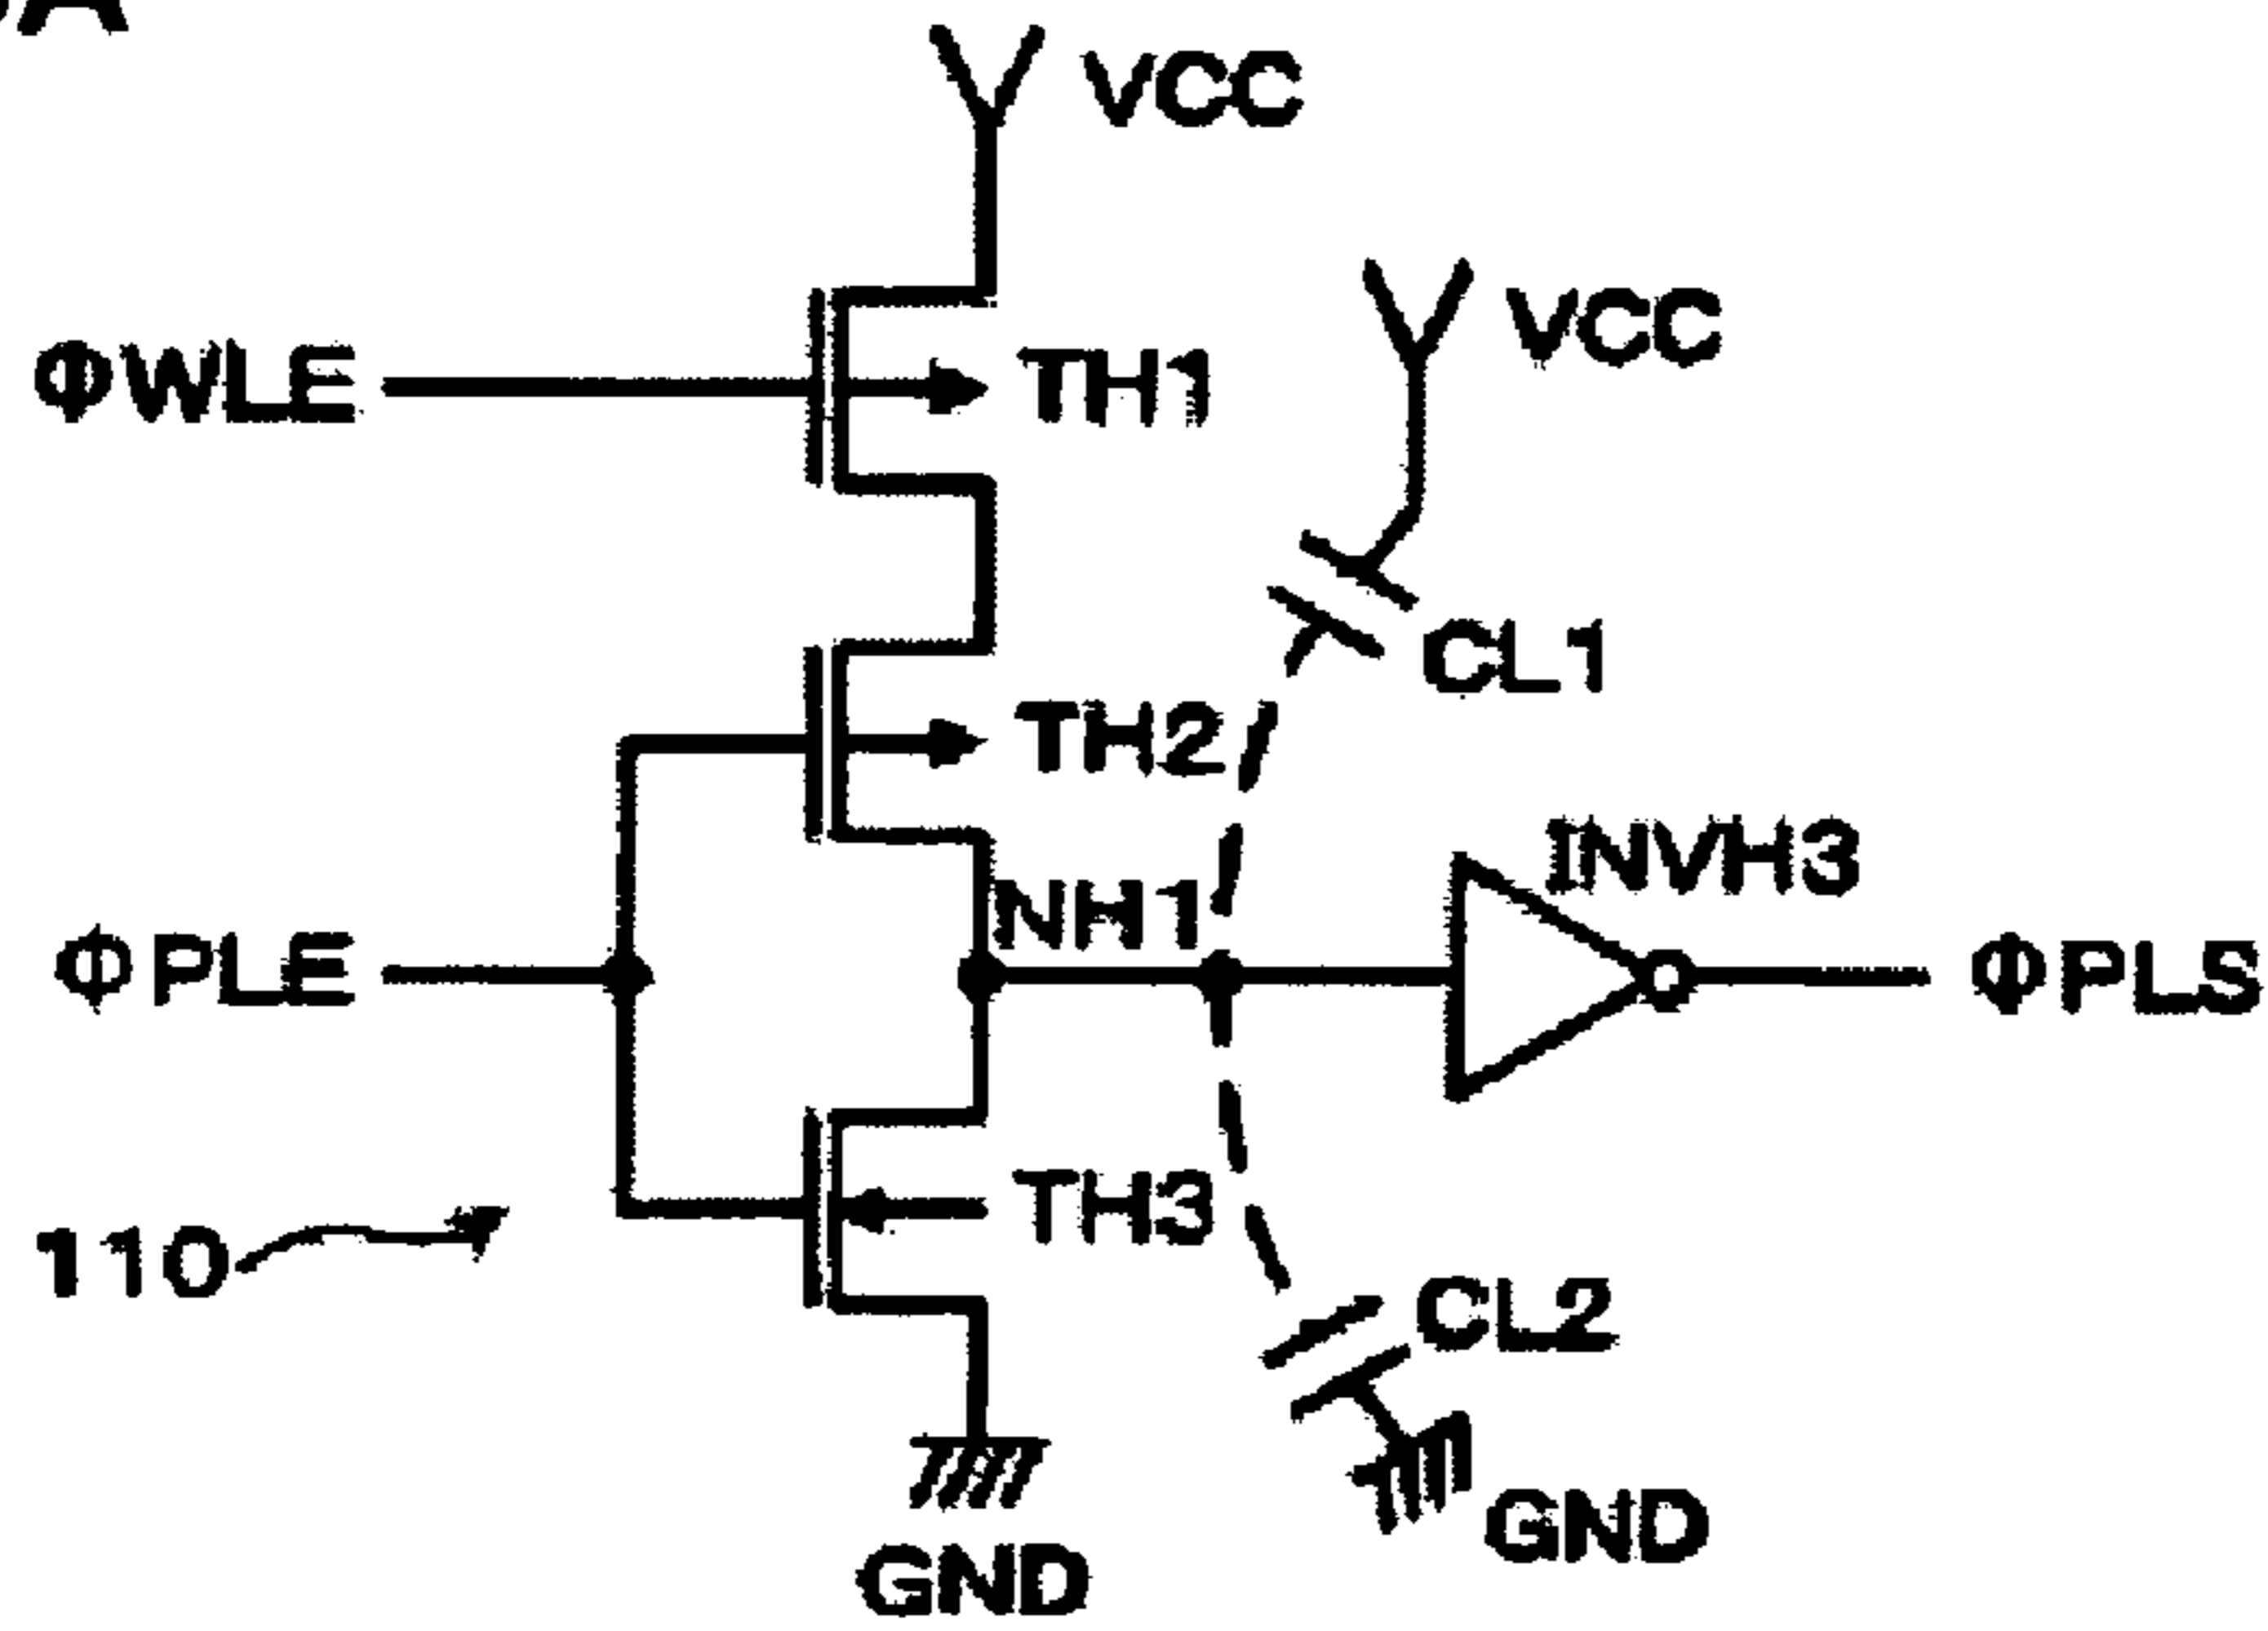 VCC
VCC
ΦWLE
TH1
CL1
TH2
INVH3
NH1
ΦPLE
ΦPLS
TH3
110
CL2
GND
GND